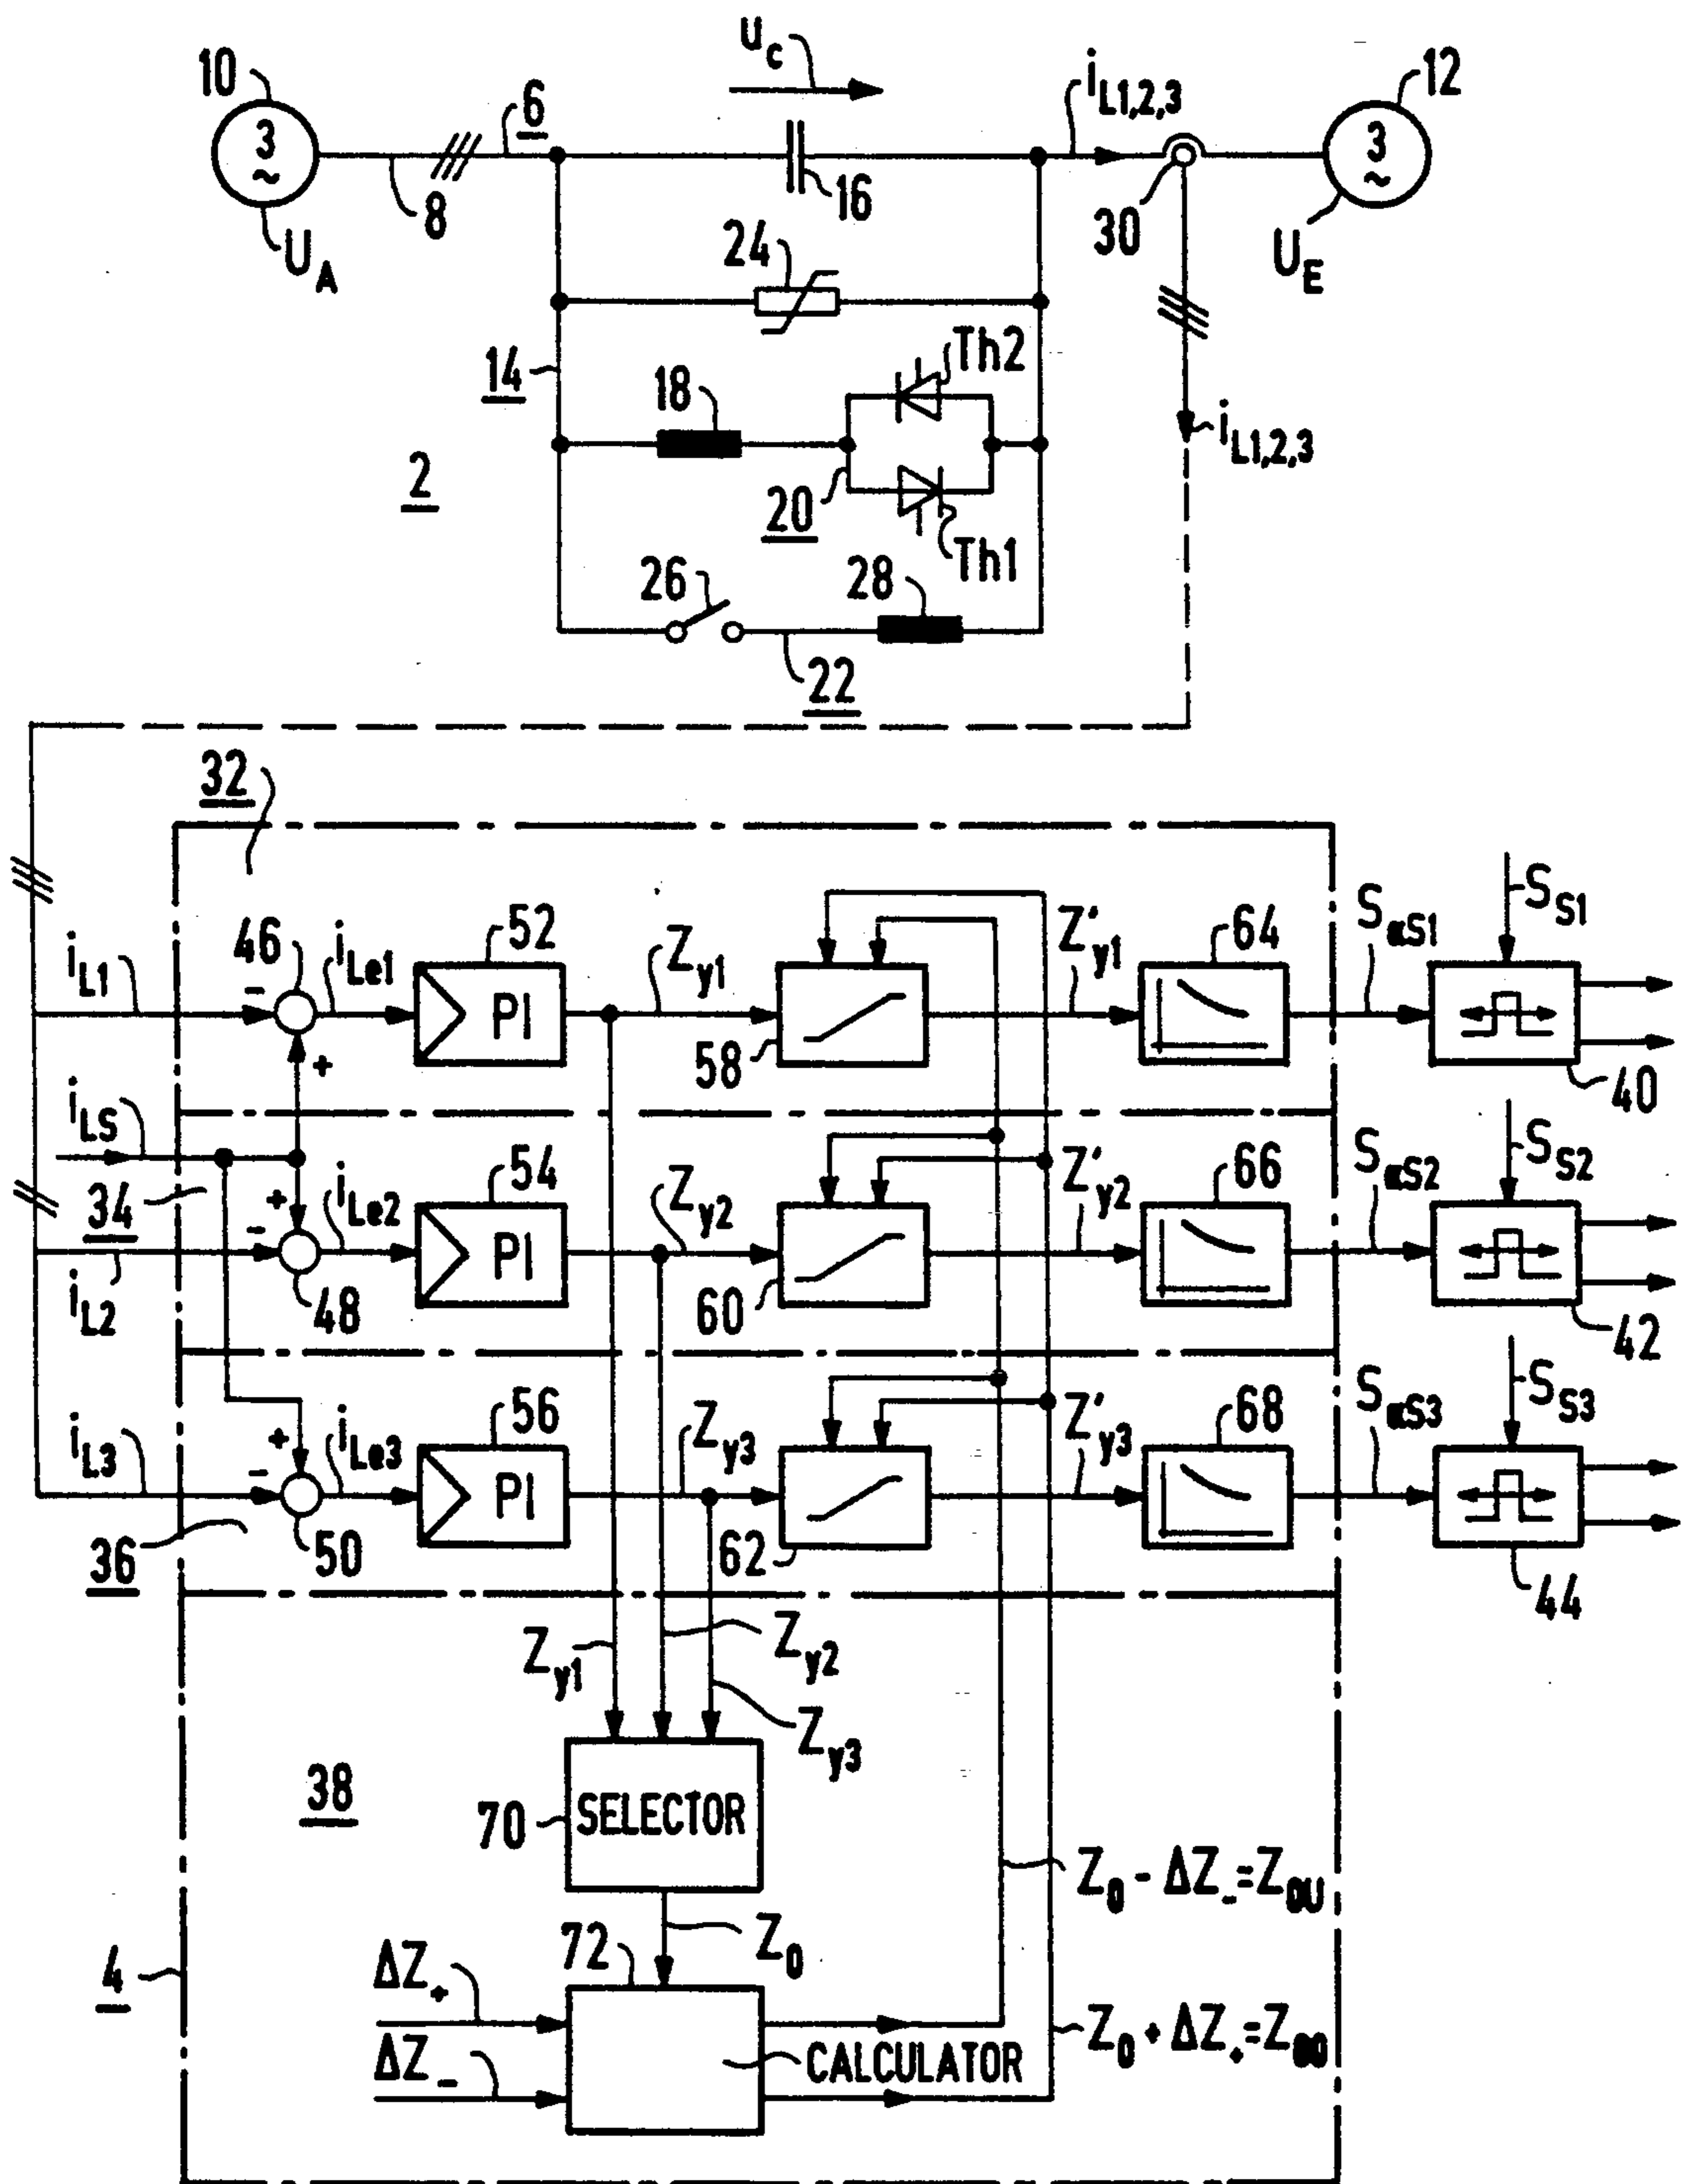 u_c
10
3
~
6
8
U_A
16
i_L1,2,3
30
12
3
~
U_E
24
14
18
Th2
20
Th1
i_L1,2,3
2
26
28
22
32
i_L1
46
-
+
i_Le1
52
PI
Z_y1
58
Z'_y1
64
S_αS1
S_S1
40
i_LS
34
i_L2
+
-
48
i_Le2
54
PI
Z_y2
60
Z'_y2
66
S_αS2
S_S2
42
i_L3
36
+
-
50
i_Le3
56
PI
Z_y3
62
Z'_y3
68
S_αS3
S_S3
44
Z_y1
Z_y2
Z_y3
38
70
SELECTOR
Z_0
Z_0 - ΔZ_- = Z_0U
4
72
ΔZ_+
ΔZ_-
CALCULATOR
Z_0 + ΔZ_+ = Z_00